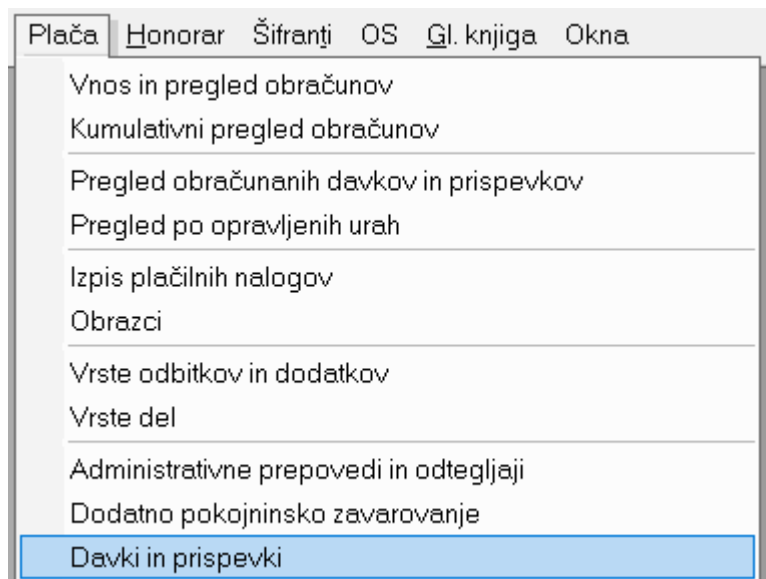 Plača Honorar Šifranti OS Gl. knjiga Okna
Vnos in pregled obračunov
Kumulativni pregled obračunov
Pregled obračunanih davkov in prispevkov
Pregled po opravljenih urah
Izpis plačilnih nalogov
Obrazci
Vrste odbitkov in dodatkov
Vrste del
Administrativne prepovedi in odtegljaji
Dodatno pokojninsko zavarovanje
Davki in prispevki